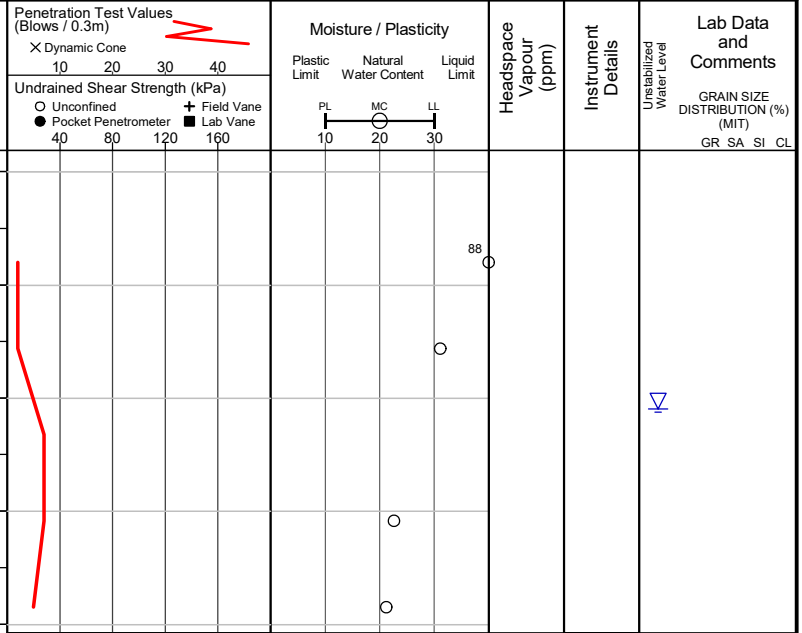 Penetration Test Values
(Blows / 0.3m)
Dynamic Cone
10 20 30 40
Undrained Shear Strength (kPa)
Unconfined Field Vane
Pocket Penetrometer Lab Vane
40 80 120 160
Moisture / Plasticity
Plastic Limit
Natural Water Content
Liquid Limit
PL MC LL
10 20 30
88
Headspace
Vapour
(ppm)
Instrument
Details
Unstabilized
Water Level
Lab Data
and
Comments
GRAIN SIZE
DISTRIBUTION (%)
(MIT)
GR SA SI CL